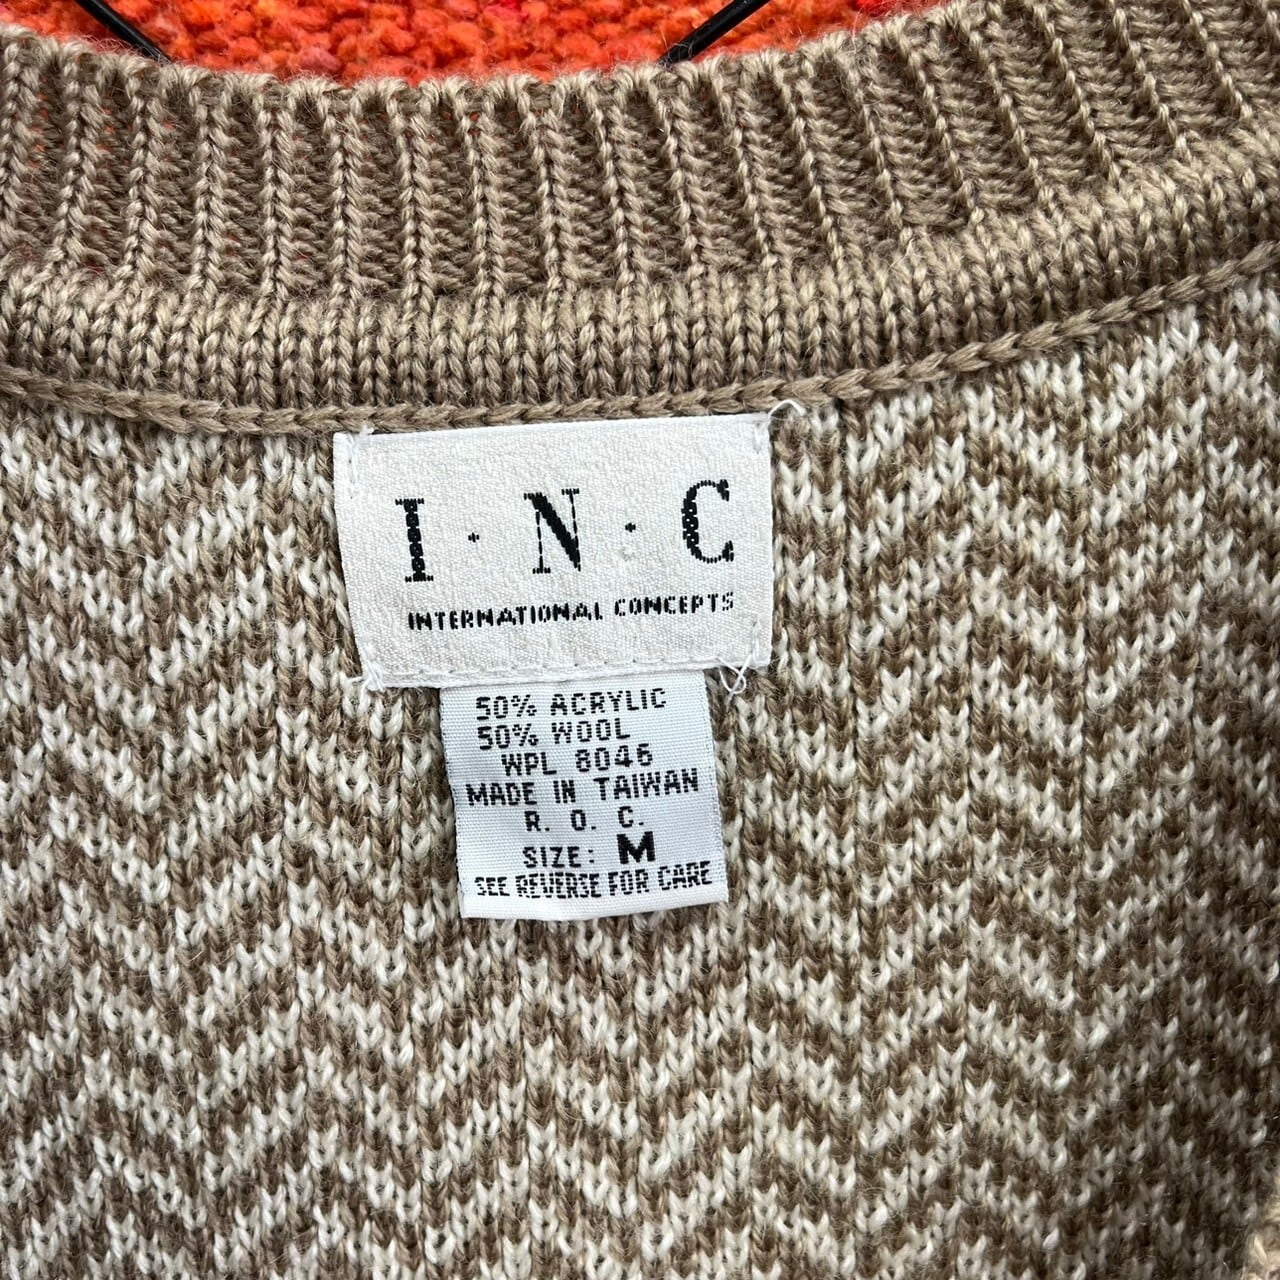 I·N·C
INTERNATIONAL CONCEPTS
50% ACRYLIC
50% WOOL
WPL 8046
MADE IN TAIWAN
R. O. C.
SIZE: M
SEE REVERSE FOR CARE